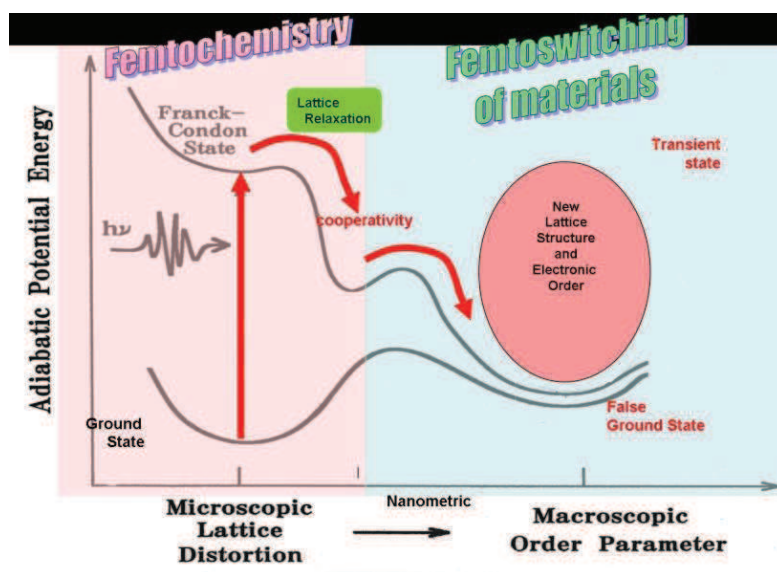 Femtochemistry
Femtoswitching
of materials
Franck–
Condon
State
Lattice
Relaxation
Transient
state
cooperativity
New
Lattice
Structure
and
Electronic
Order
hν
Adiabatic Potential Energy
Ground
State
False
Ground State
Microscopic
Lattice
Distortion
Nanometric
Macroscopic
Order Parameter